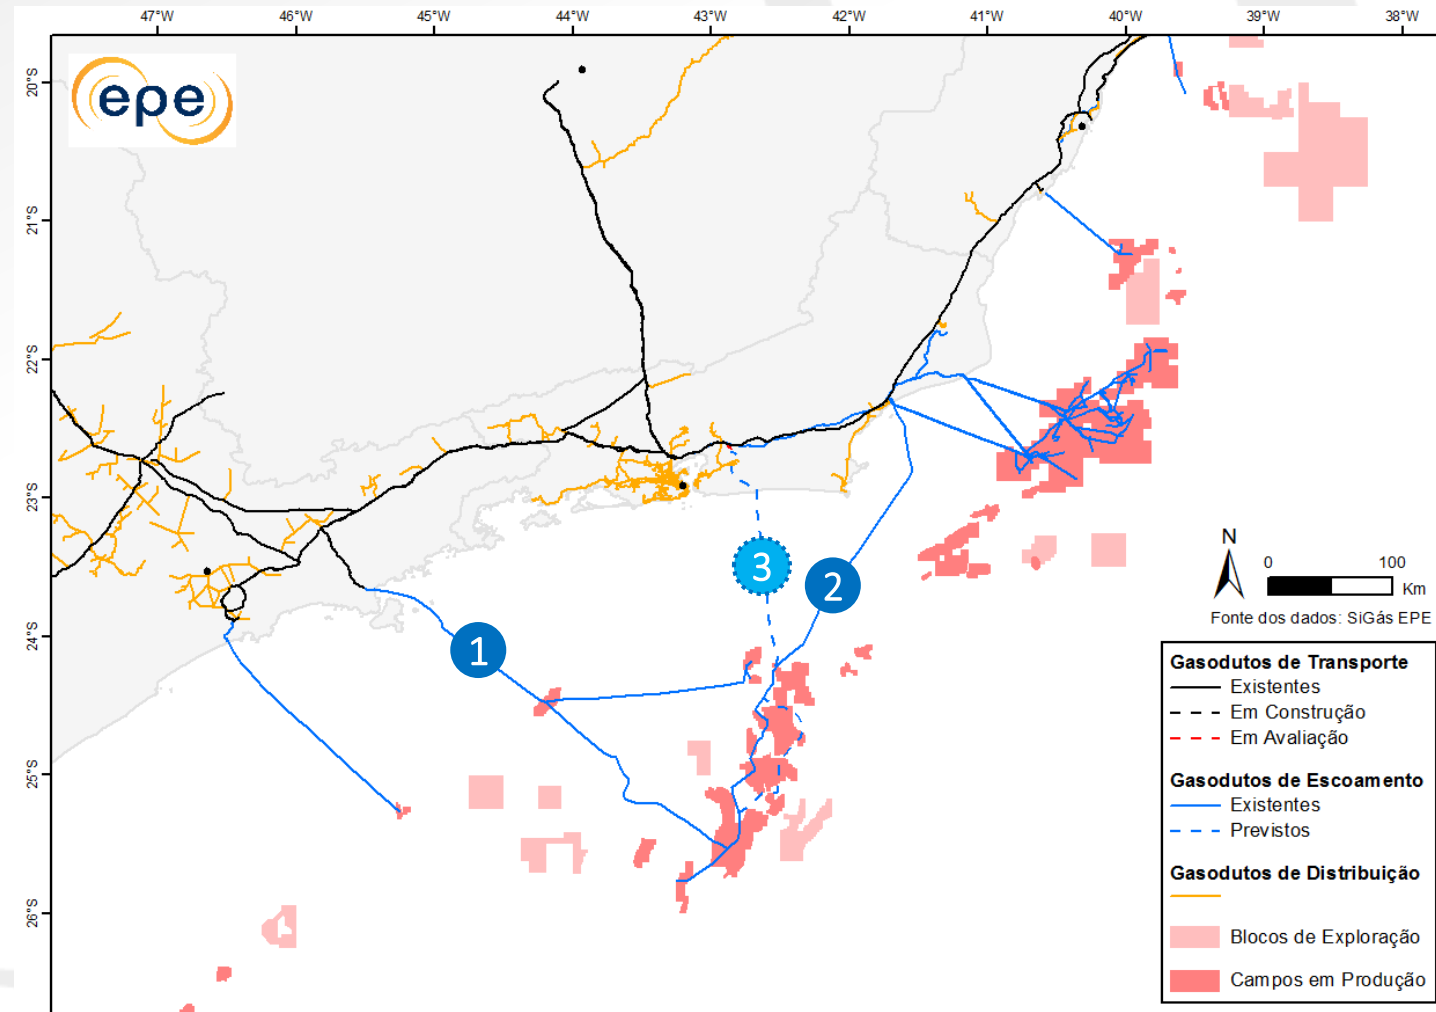 47°W 46°W 45°W 44°W 43°W 42°W 41°W 40°W 39°W 38°W
epe
20°S
21°S
22°S
23°S
24°S
25°S
26°S
1
2
3
N
0 100
Km
Fonte dos dados: SiGás EPE
Gasodutos de Transporte
Existentes
Em Construção
Em Avaliação
Gasodutos de Escoamento
Existentes
Previstos
Gasodutos de Distribuição
Blocos de Exploração
Campos em Produção